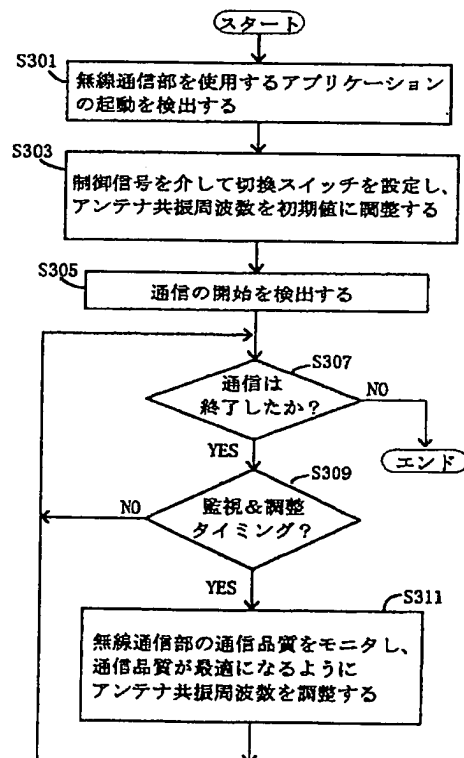 スタート
S301
無線通信部を使用するアプリケーション
の起動を検出する
S303
制御信号を介して切換スイッチを設定し、
アンテナ共振周波数を初期値に調整する
S305
通信の開始を検出する
S307
通信は
終了したか？
NO
YES
エンド
S309
監視＆調整
タイミング？
NO
YES
S311
無線通信部の通信品質をモニタし、
通信品質が最適になるように
アンテナ共振周波数を調整する